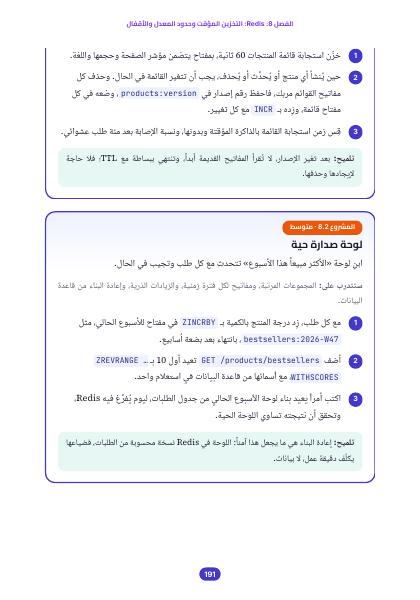 الفصل 8: Redis: التخزين المؤقت وحدود المعدل والأقفال
1 خزّن استجابة قائمة المنتجات 60 ثانية، بمفتاح يتضمن مؤشر الصفحة وحجمها واللغة.
2 حين يُنشأ أي منتج أو يُحدَّث أو يُحذف، يجب أن تتغير القائمة في الحال. وحذف كل
مفاتيح القوائم مربك، فاحفظ رقم إصدار في products:version، وضعه في كل
مفتاح قائمة، وزِده بـ INCR مع كل تغيير.
3 قِس زمن استجابة القائمة بالذاكرة المؤقتة وبدونها، ونسبة الإصابة بعد مئة طلب عشوائي.
تلميح: بعد تغير الإصدار، لا تُقرأ المفاتيح القديمة أبداً، وتنتهي ببساطة مع TTL؛ فلا حاجة
لإيجادها وحذفها.
المشروع 8.2 · متوسط
لوحة صدارة حية
ابنِ لوحة «الأكثر مبيعاً هذا الأسبوع» تتحدث مع كل طلب وتجيب في الحال.
ستتدرب على: المجموعات المرتبة، ومفاتيح لكل فترة زمنية، والزيادات الذرية، وإعادة البناء من قاعدة
البيانات.
1 مع كل طلب، زِد درجة المنتج بالكمية بـ ZINCRBY في مفتاح للأسبوع الحالي، مثل
bestsellers:2026-W47، بانتهاء بعد بضعة أسابيع.
2 أضف GET /products/bestsellers تعيد أول 10 بـ ZREVRANGE …
WITHSCORES، مع أسمائها من قاعدة البيانات في استعلام واحد.
3 اكتب أمراً يعيد بناء لوحة الأسبوع الحالي من جدول الطلبات، ليوم يُفرَّغ فيه Redis،
وتحقق أن نتيجته تساوي اللوحة الحية.
تلميح: إعادة البناء هي ما يجعل هذا آمناً: اللوحة في Redis نسخة محسوبة من الطلبات، فضياعها
يكلّف دقيقة عمل، لا بيانات.
191